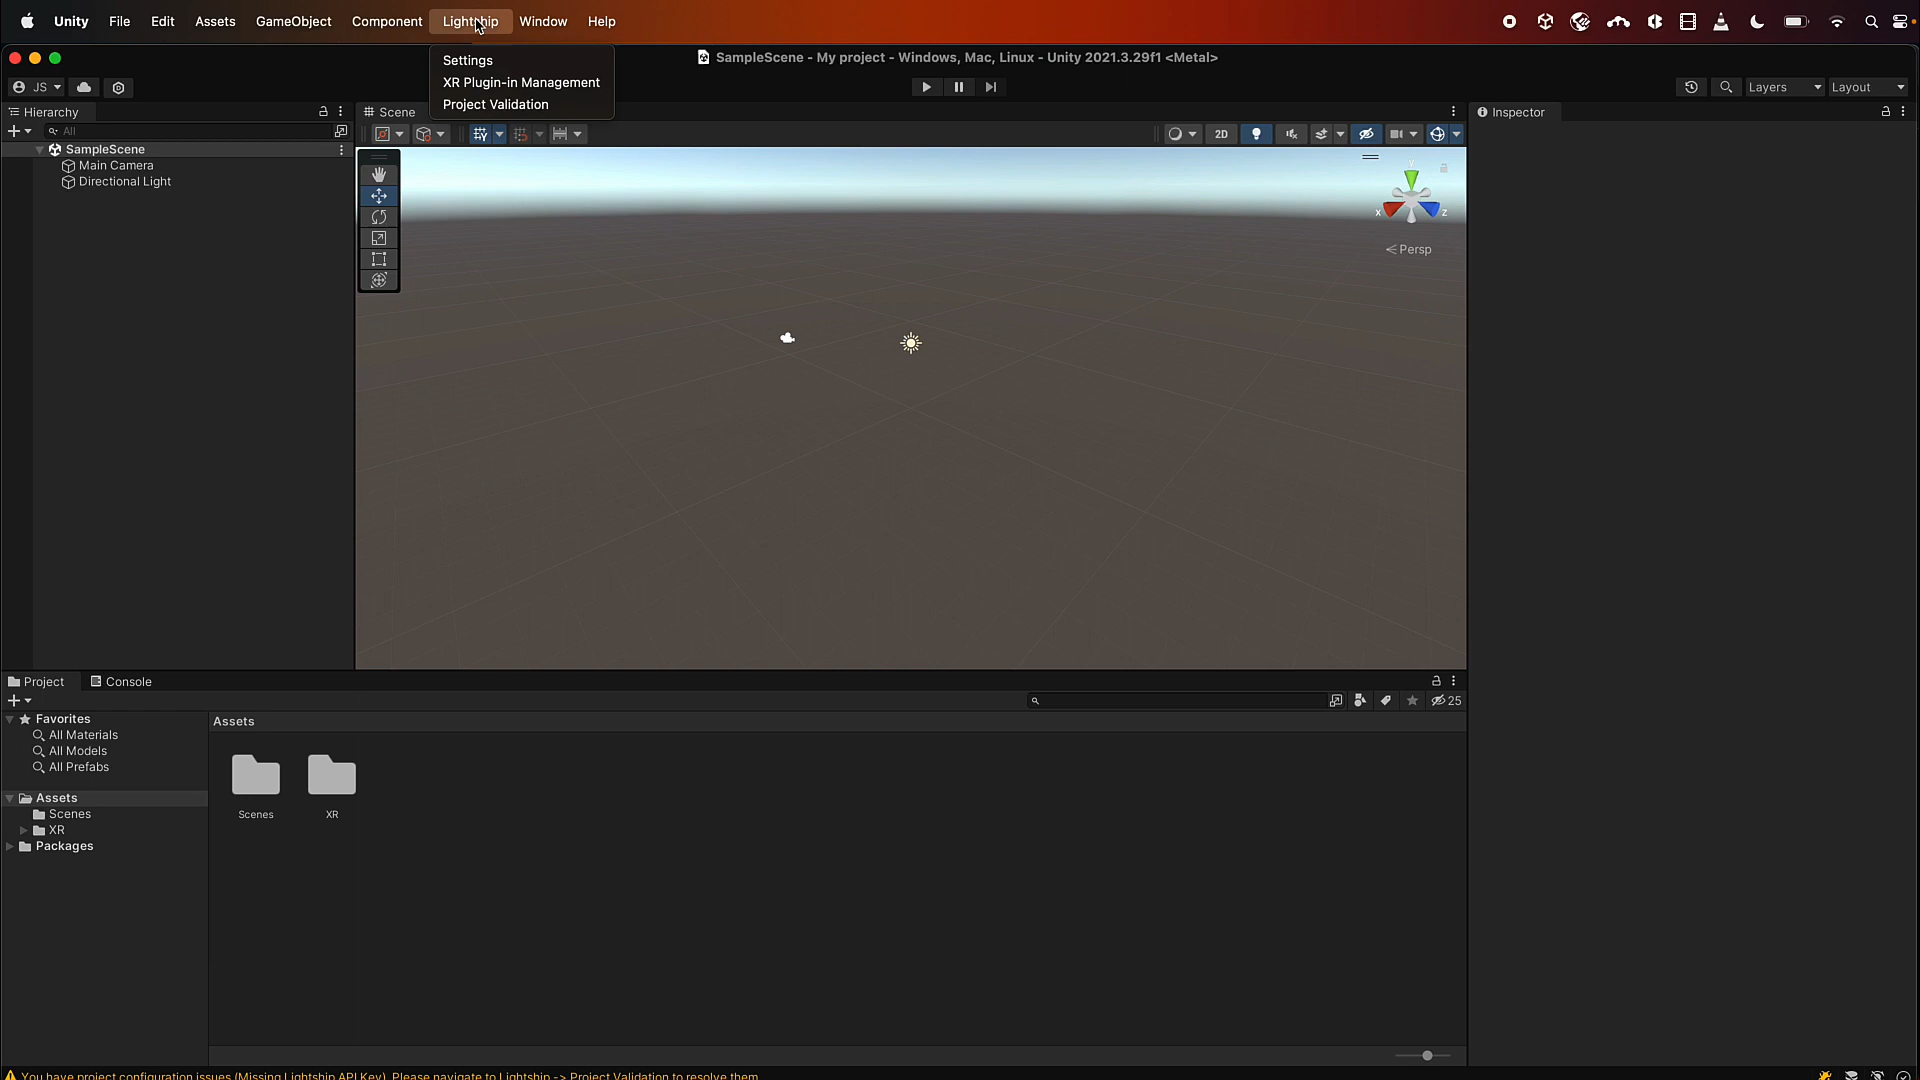 Unity File Edit Assets GameObject Component Lightship Window Help
Settings
XR Plugin-in Management
Project Validation
SampleScene - My project - Windows, Mac, Linux - Unity 2021.3.29f1 <Metal>
JS
Layers
Layout
Hierarchy
All
SampleScene
Main Camera
Directional Light
Scene
2D
y
x
z
Persp
Inspector
Project
Console
25
Favorites
All Materials
All Models
All Prefabs
Assets
Scenes
XR
Packages
Assets
Scenes
XR
You have project configuration issues (Missing Lightship API Key). Please navigate to Lightship -> Project Validation to resolve them.